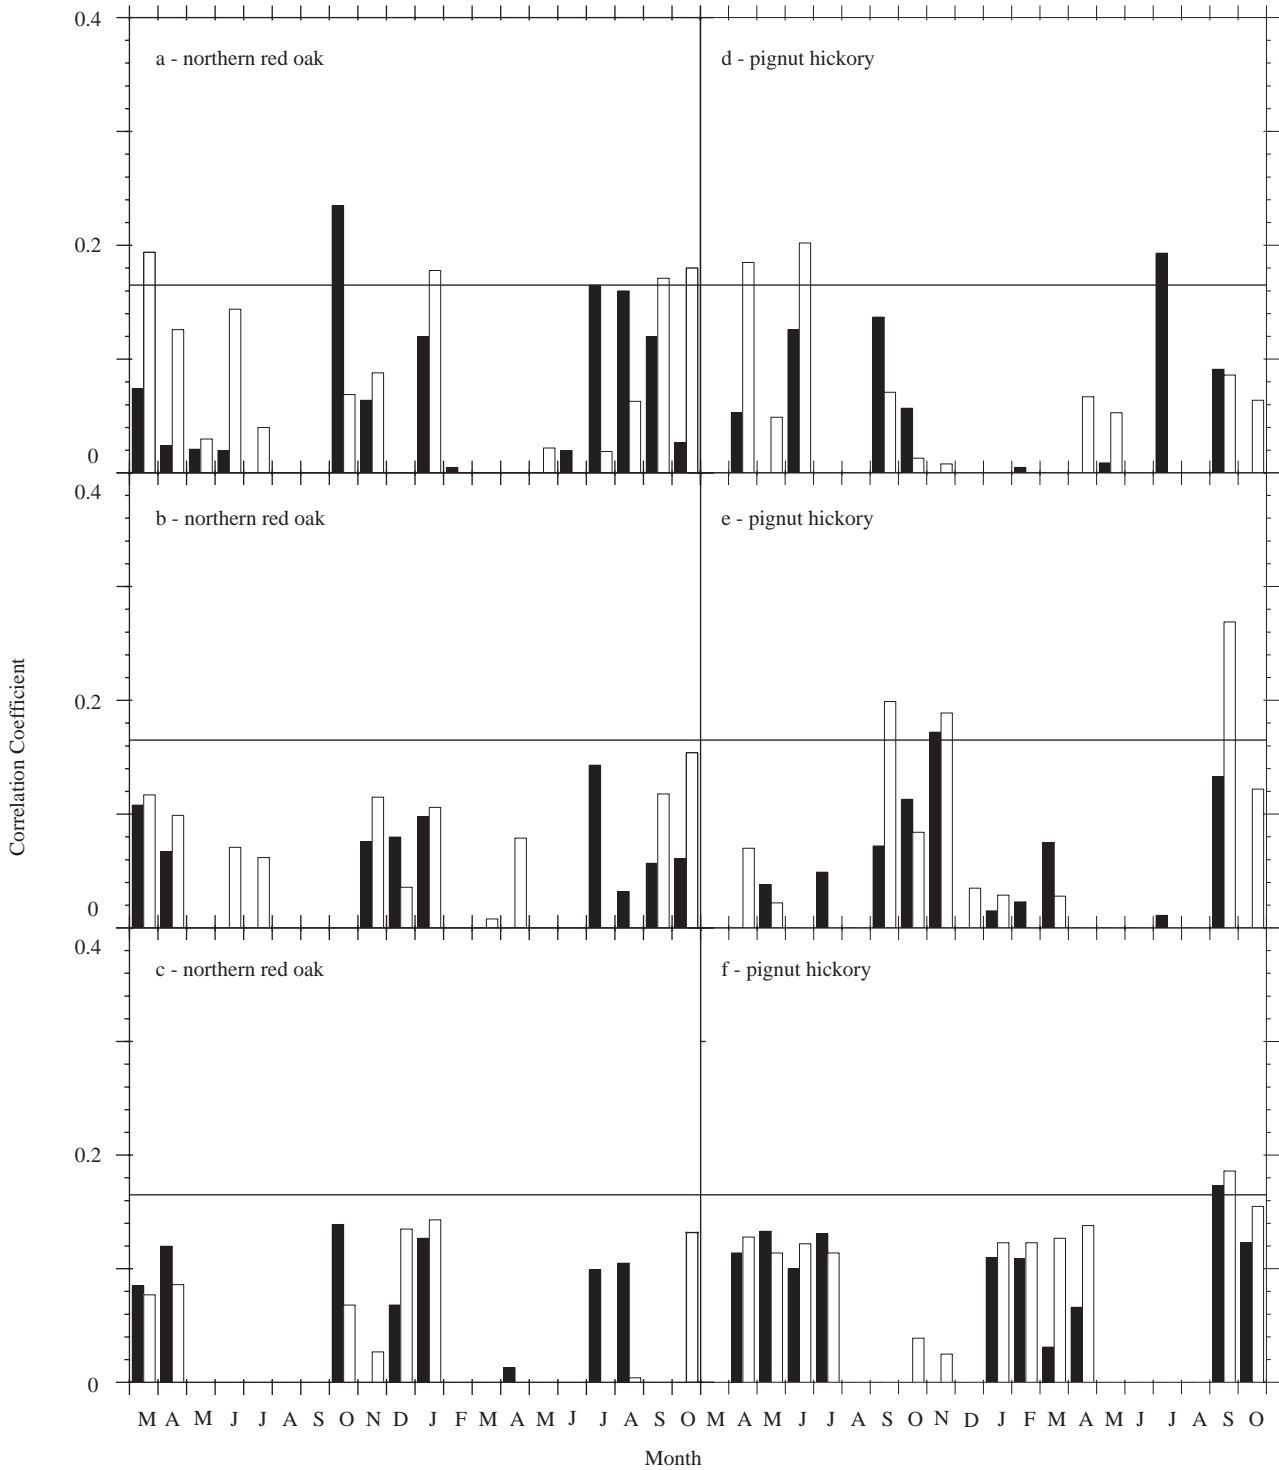 0.4
a - northern red oak
d - pignut hickory
0.2
0
0.4
b - northern red oak
e - pignut hickory
Correlation Coefficient
0.2
0
0.4
c - northern red oak
f - pignut hickory
0.2
0
M A M J J A S O N D J F M A M J J A S O M A M J J A S O N D J F M A M J J A S O
Month